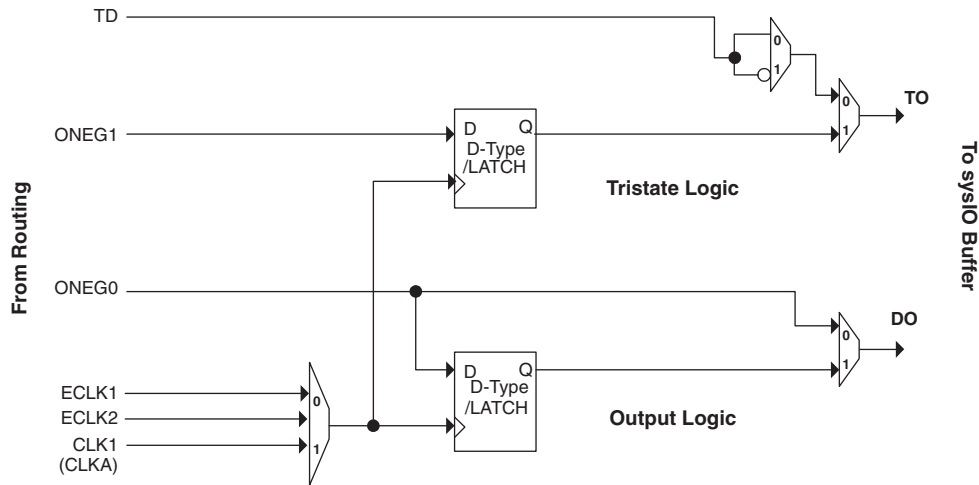 TD
0
1
0
1
TO
ONEG1
D
Q
D-Type
/LATCH
Tristate Logic
From Routing
To sysIO Buffer
ONEG0
0
1
DO
D
Q
D-Type
/LATCH
Output Logic
ECLK1
ECLK2
CLK1
(CLKA)
0
1